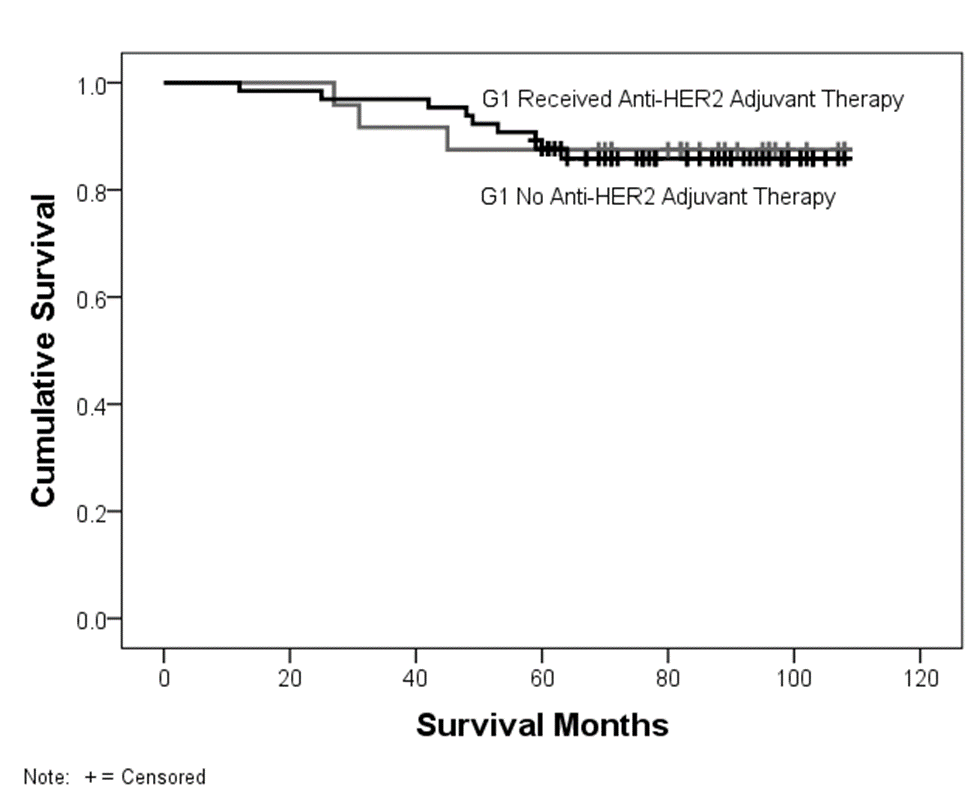 1.0
0.8
0.6
0.4
0.2
0.0
Cumulative Survival
G1 Received Anti-HER2 Adjuvant Therapy
G1 No Anti-HER2 Adjuvant Therapy
0 20 40 60 80 100 120
Survival Months
Note: + = Censored